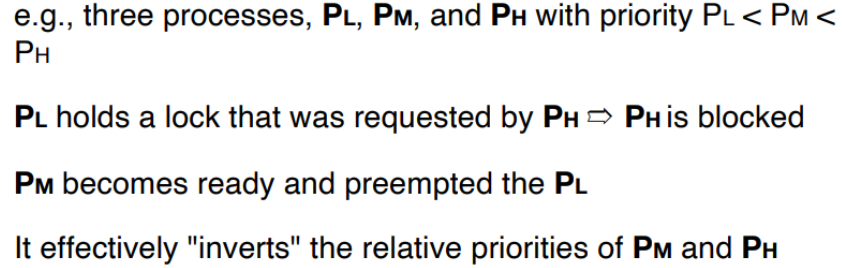 e.g., three processes, PL, PM, and PH with priority PL < PM <
PH
PL holds a lock that was requested by PH ⇨ PH is blocked
PM becomes ready and preempted the PL
It effectively "inverts" the relative priorities of PM and PH